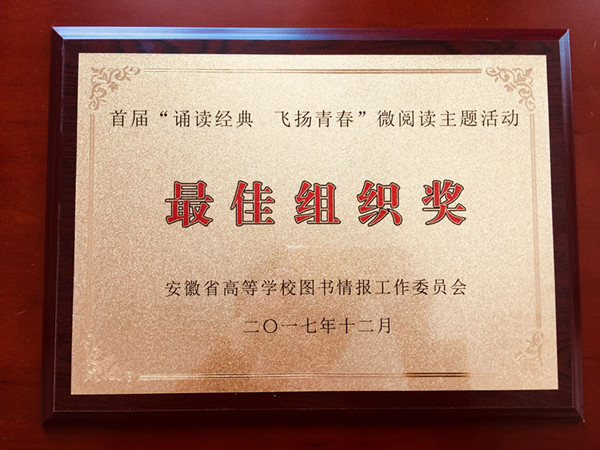 首届“诵读经典 飞扬青春”微阅读主题活动
最佳组织奖
安徽省高等学校图书情报工作委员会
二〇一七年十二月